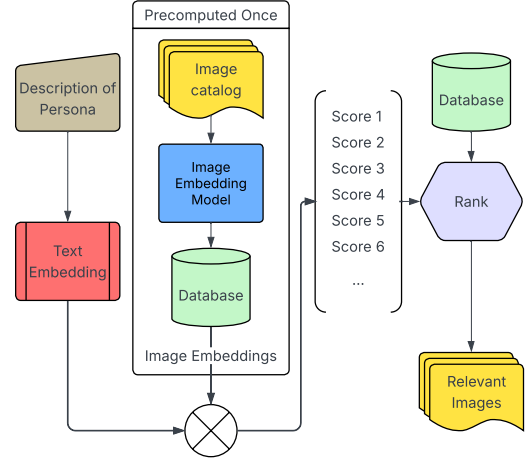 Precomputed Once
Description of
Persona
Image
catalog
Image
Embedding
Model
Text
Embedding
Database
Image Embeddings
Score 1
Score 2
Score 3
Score 4
Score 5
Score 6
...
Database
Rank
Relevant
Images